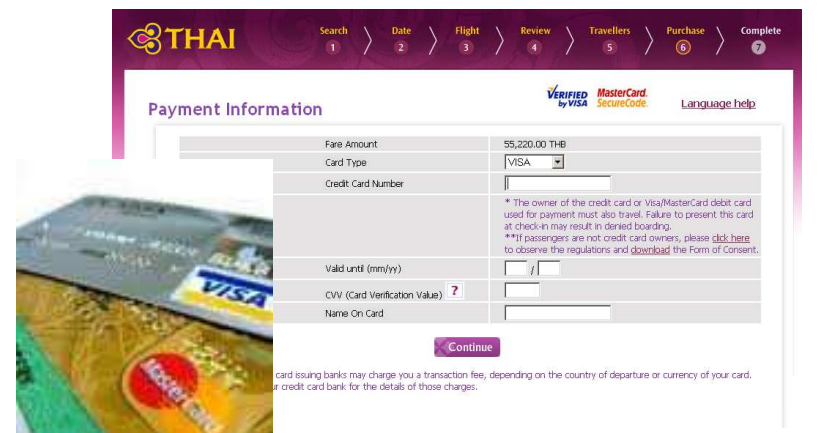 THAI
Search Date Flight Review Travellers Purchase Complete
1 2 3 4 5 6 7
Payment Information
VERIFIED by VISA
MasterCard. SecureCode.
Language help
Fare Amount 55,220.00 THB
Card Type VISA
Credit Card Number
* The owner of the credit card or Visa/MasterCard debit card
used for payment must also travel. Failure to present this card
at check-in may result in denied boarding.
**If passengers are not credit card owners, please click here
to observe the regulations and download the Form of Consent.
Valid until (mm/yy) /
CVV (Card Verification Value) ?
Name On Card
Continue
card issuing banks may charge you a transaction fee, depending on the country of departure or currency of your card.
credit card bank for the details of those charges.
VISA
MasterCard